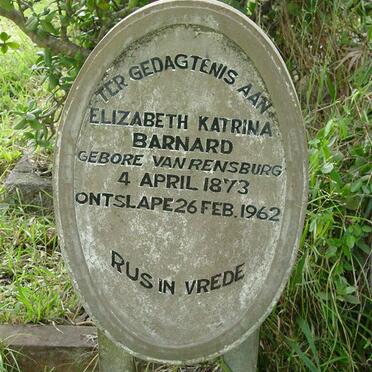 TER GEDAGTENIS AAN
ELIZABETH KATRINA
BARNARD
GEBORE VAN RENSBURG
4 APRIL 1873
ONTSLAPE 26 FEB. 1962
RUS IN VREDE